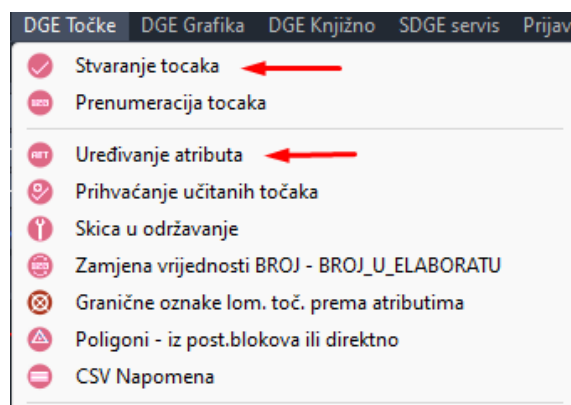 DGE Točke DGE Grafika DGE Knjižno SDGE servis Prijav
Stvaranje tocaka
Prenumeracija tocaka
Uređivanje atributa
Prihvaćanje učitanih točaka
Skica u održavanje
Zamjena vrijednosti BROJ - BROJ_U_ELABORATU
Granične oznake lom. toč. prema atributima
Poligoni - iz post.blokova ili direktno
CSV Napomena